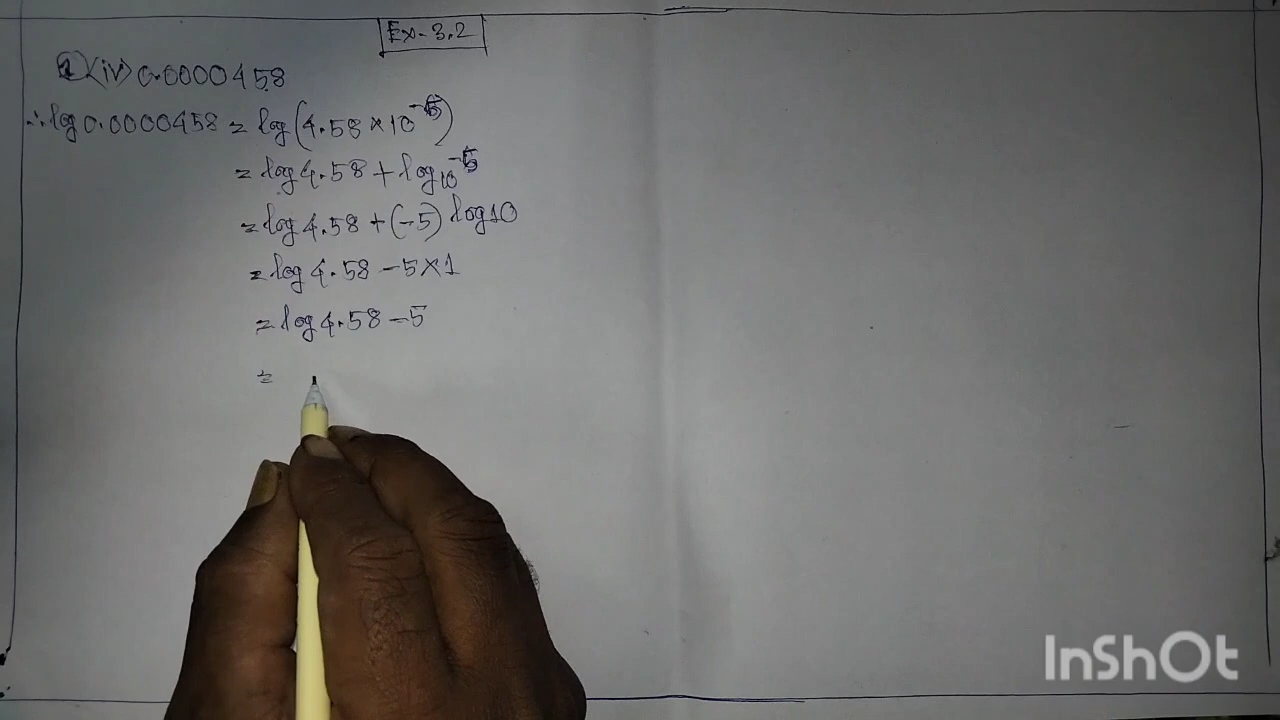 Ex-3.2
1 (iv) 0.0000458
∴ log 0.0000458 = log(4.58×10⁻⁵)
= log 4.58 + log 10⁻⁵
= log 4.58 + (-5) log 10
= log 4.58 - 5×1
= log 4.58 - 5
=
InShOt